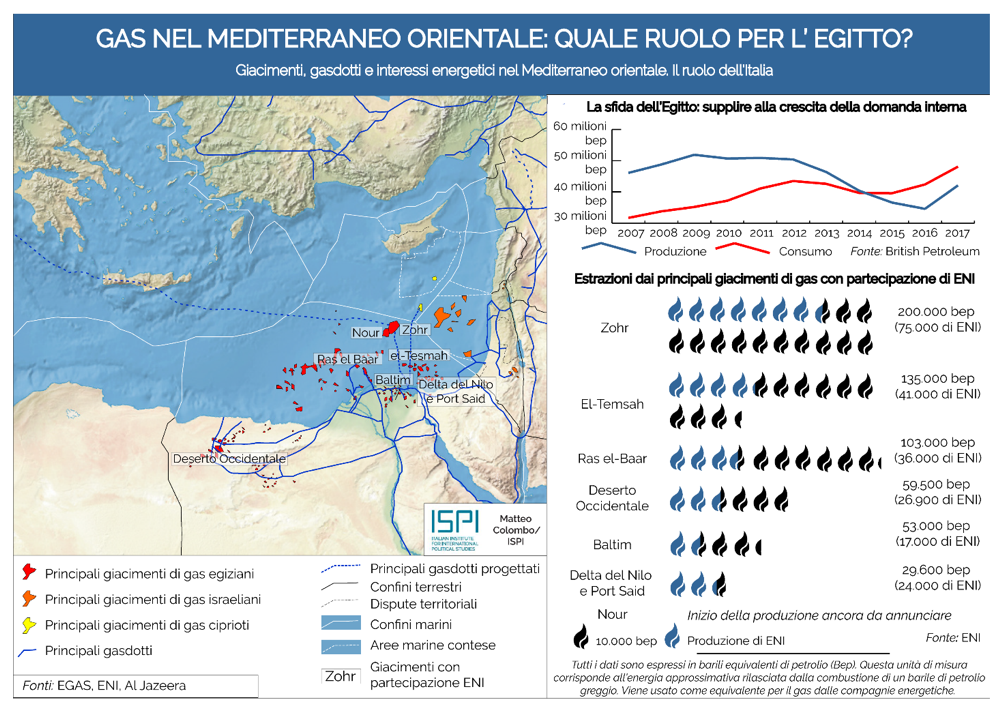 GAS NEL MEDITERRANEO ORIENTALE: QUALE RUOLO PER L' EGITTO?
Giacimenti, gasdotti e interessi energetici nel Mediterraneo orientale. Il ruolo dell'Italia
Nour
Zohr
Ras el Baar
el-Tesmah
Baltim
Delta del Nilo
e Port Said
Deserto Occidentale
ISPI
ITALIAN INSTITUTE
FOR INTERNATIONAL
POLITICAL STUDIES
Matteo
Colombo/
ISPI
Principali giacimenti di gas egiziani
Principali giacimenti di gas israeliani
Principali giacimenti di gas ciprioti
Principali gasdotti
Principali gasdotti progettati
Confini terrestri
Dispute territoriali
Confini marini
Aree marine contese
Zohr
Giacimenti con
partecipazione ENI
Fonti: EGAS, ENI, Al Jazeera
La sfida dell'Egitto: supplire alla crescita della domanda interna
60 milioni
bep
50 milioni
bep
40 milioni
bep
30 milioni
bep
2007 2008 2009 2010 2011 2012 2013 2014 2015 2016 2017
Produzione
Consumo
Fonte: British Petroleum
Estrazioni dai principali giacimenti di gas con partecipazione di ENI
Zohr
200.000 bep
(75.000 di ENI)
El-Temsah
135.000 bep
(41.000 di ENI)
Ras el-Baar
103.000 bep
(36.000 di ENI)
Deserto
Occidentale
59.500 bep
(26.900 di ENI)
Baltim
53.000 bep
(17.000 di ENI)
Delta del Nilo
e Port Said
29.600 bep
(24.000 di ENI)
Nour
Inizio della produzione ancora da annunciare
10.000 bep
Produzione di ENI
Fonte: ENI
Tutti i dati sono espressi in barili equivalenti di petrolio (Bep). Questa unità di misura
corrisponde all'energia approssimativa rilasciata dalla combustione di un barile di petrolio
greggio. Viene usato come equivalente per il gas dalle compagnie energetiche.